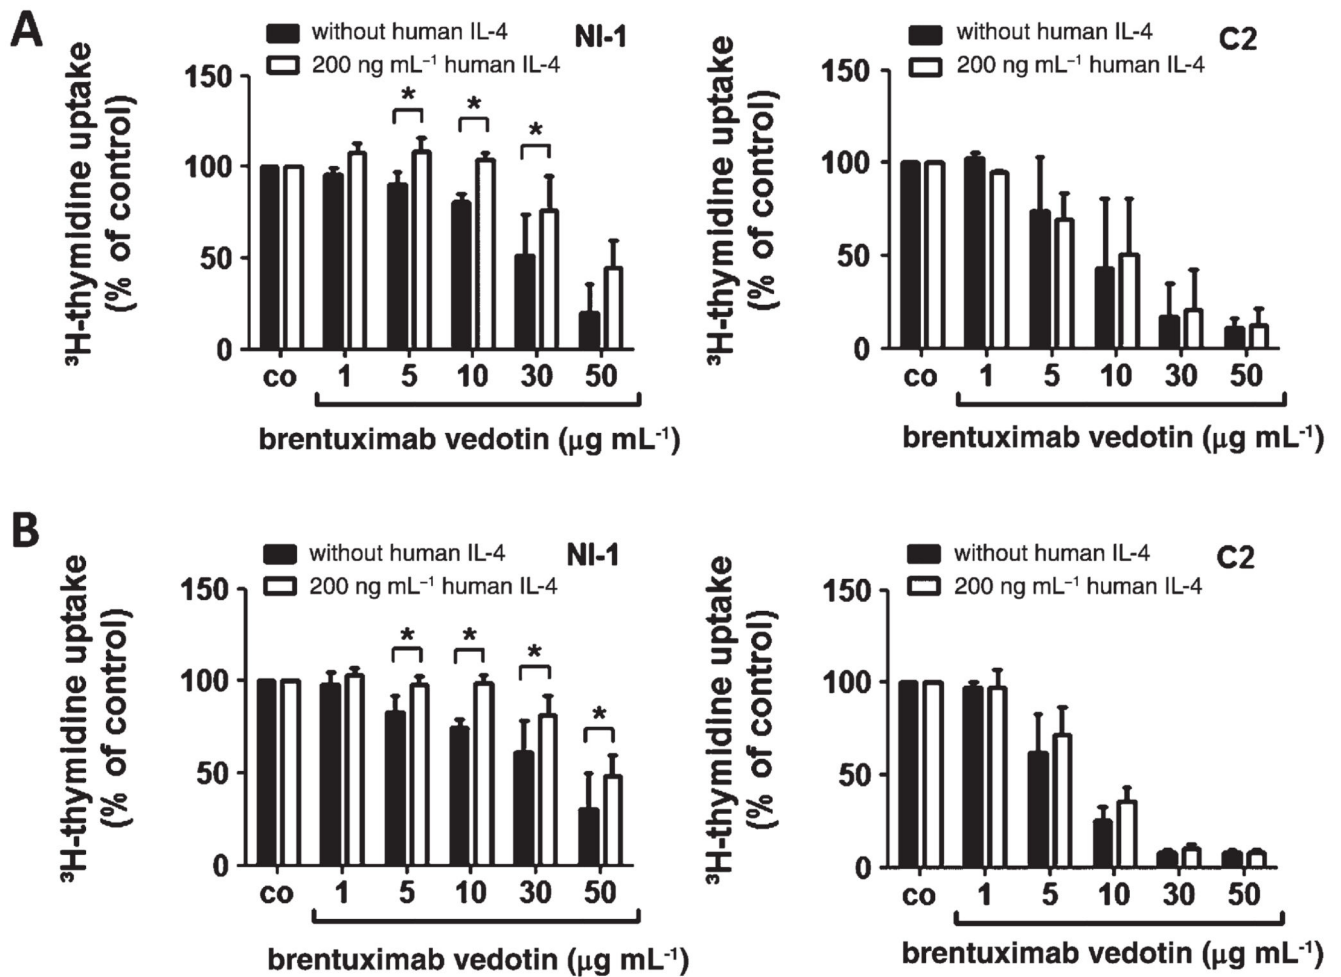 A
without human IL-4
200 ng mL⁻¹ human IL-4
NI-1
³H-thymidine uptake
(% of control)
150
100
50
0
* * *
co 1 5 10 30 50
brentuximab vedotin (μg mL⁻¹)
without human IL-4
200 ng mL⁻¹ human IL-4
C2
³H-thymidine uptake
(% of control)
150
100
50
0
co 1 5 10 30 50
brentuximab vedotin (μg mL⁻¹)
B
without human IL-4
200 ng mL⁻¹ human IL-4
NI-1
³H-thymidine uptake
(% of control)
150
100
50
0
* * * *
co 1 5 10 30 50
brentuximab vedotin (μg mL⁻¹)
without human IL-4
200 ng mL⁻¹ human IL-4
C2
³H-thymidine uptake
(% of control)
150
100
50
0
co 1 5 10 30 50
brentuximab vedotin (μg mL⁻¹)